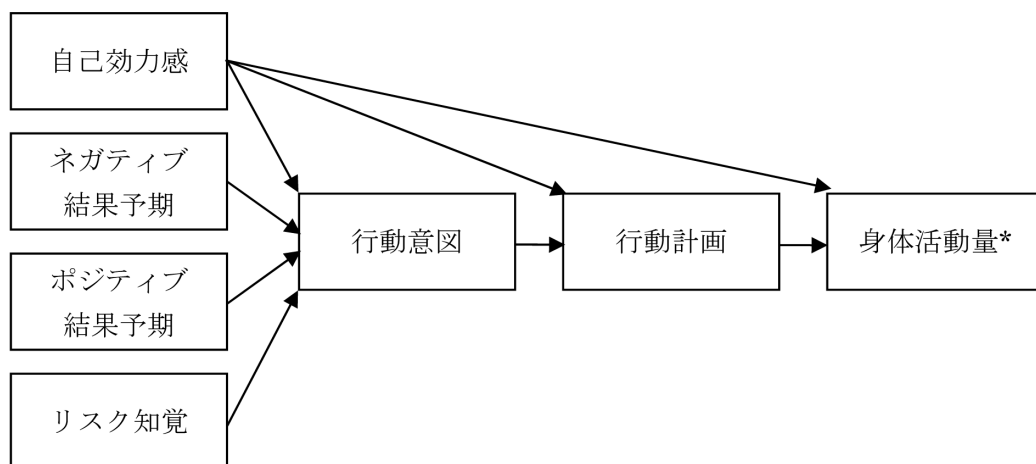 自己効力感
ネガティブ
結果予期
ポジティブ
結果予期
リスク知覚
行動意図
行動計画
身体活動量*